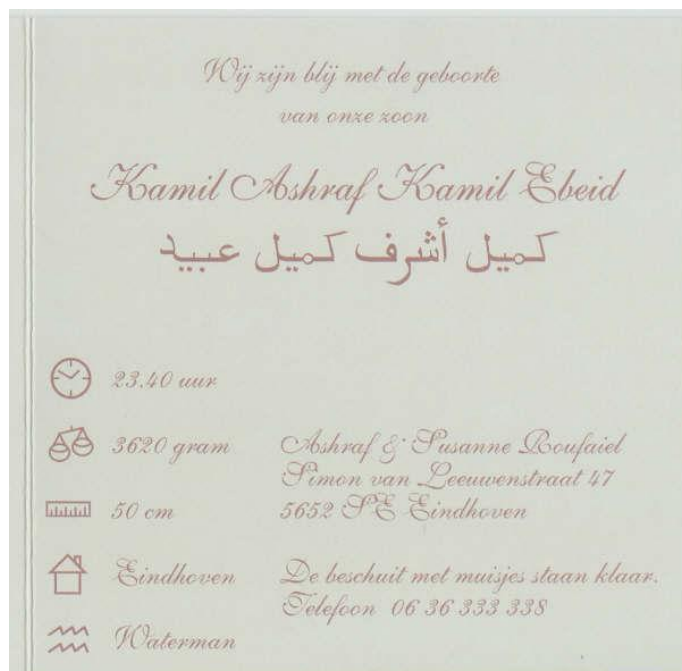 Wij zijn blij met de geboorte
van onze zoon
Kamil Ashraf Kamil Ebeid
كميل أشرف كميل عبيد
23.40 uur
3620 gram
50 cm
Eindhoven
Waterman
Ashraf & Susanne Roufaiel
Simon van Leeuwenstraat 47
5652 SE Eindhoven
De beschuit met muisjes staan klaar.
Telefoon 06 36 333 338